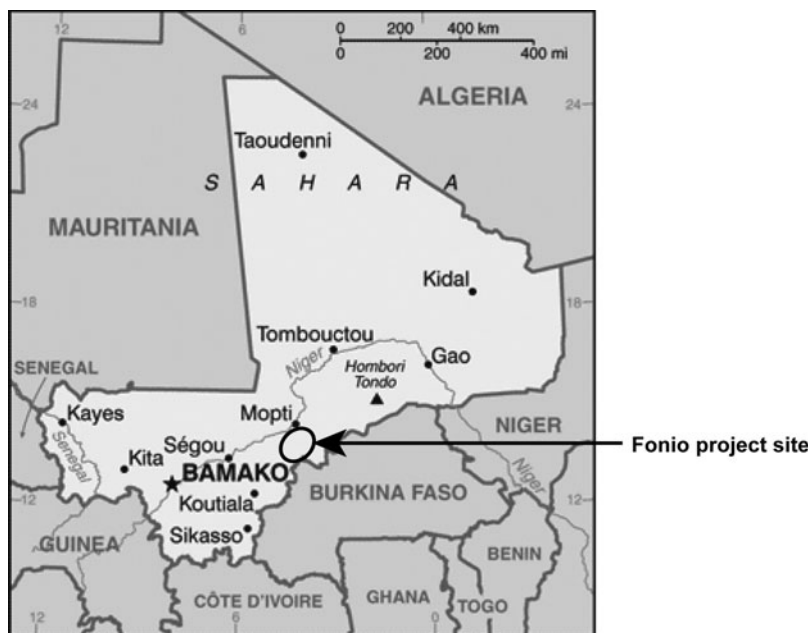 12
6
0 200 400 km
0 200 400 mi
ALGERIA
24
24
Taoudenni
S A H A R A
MAURITANIA
Kidal
18
18
Tombouctou
Niger
Gao
Hombori
Tondo
SENEGAL
Kayes
Mopti
NIGER
Senegal
Ségou
Kita
Fonio project site
BAMAKO
Niger
12
12
Koutiala
BURKINA FASO
Sikasso
GUINEA
BENIN
CÔTE D'IVOIRE
GHANA
TOGO
12
6
0